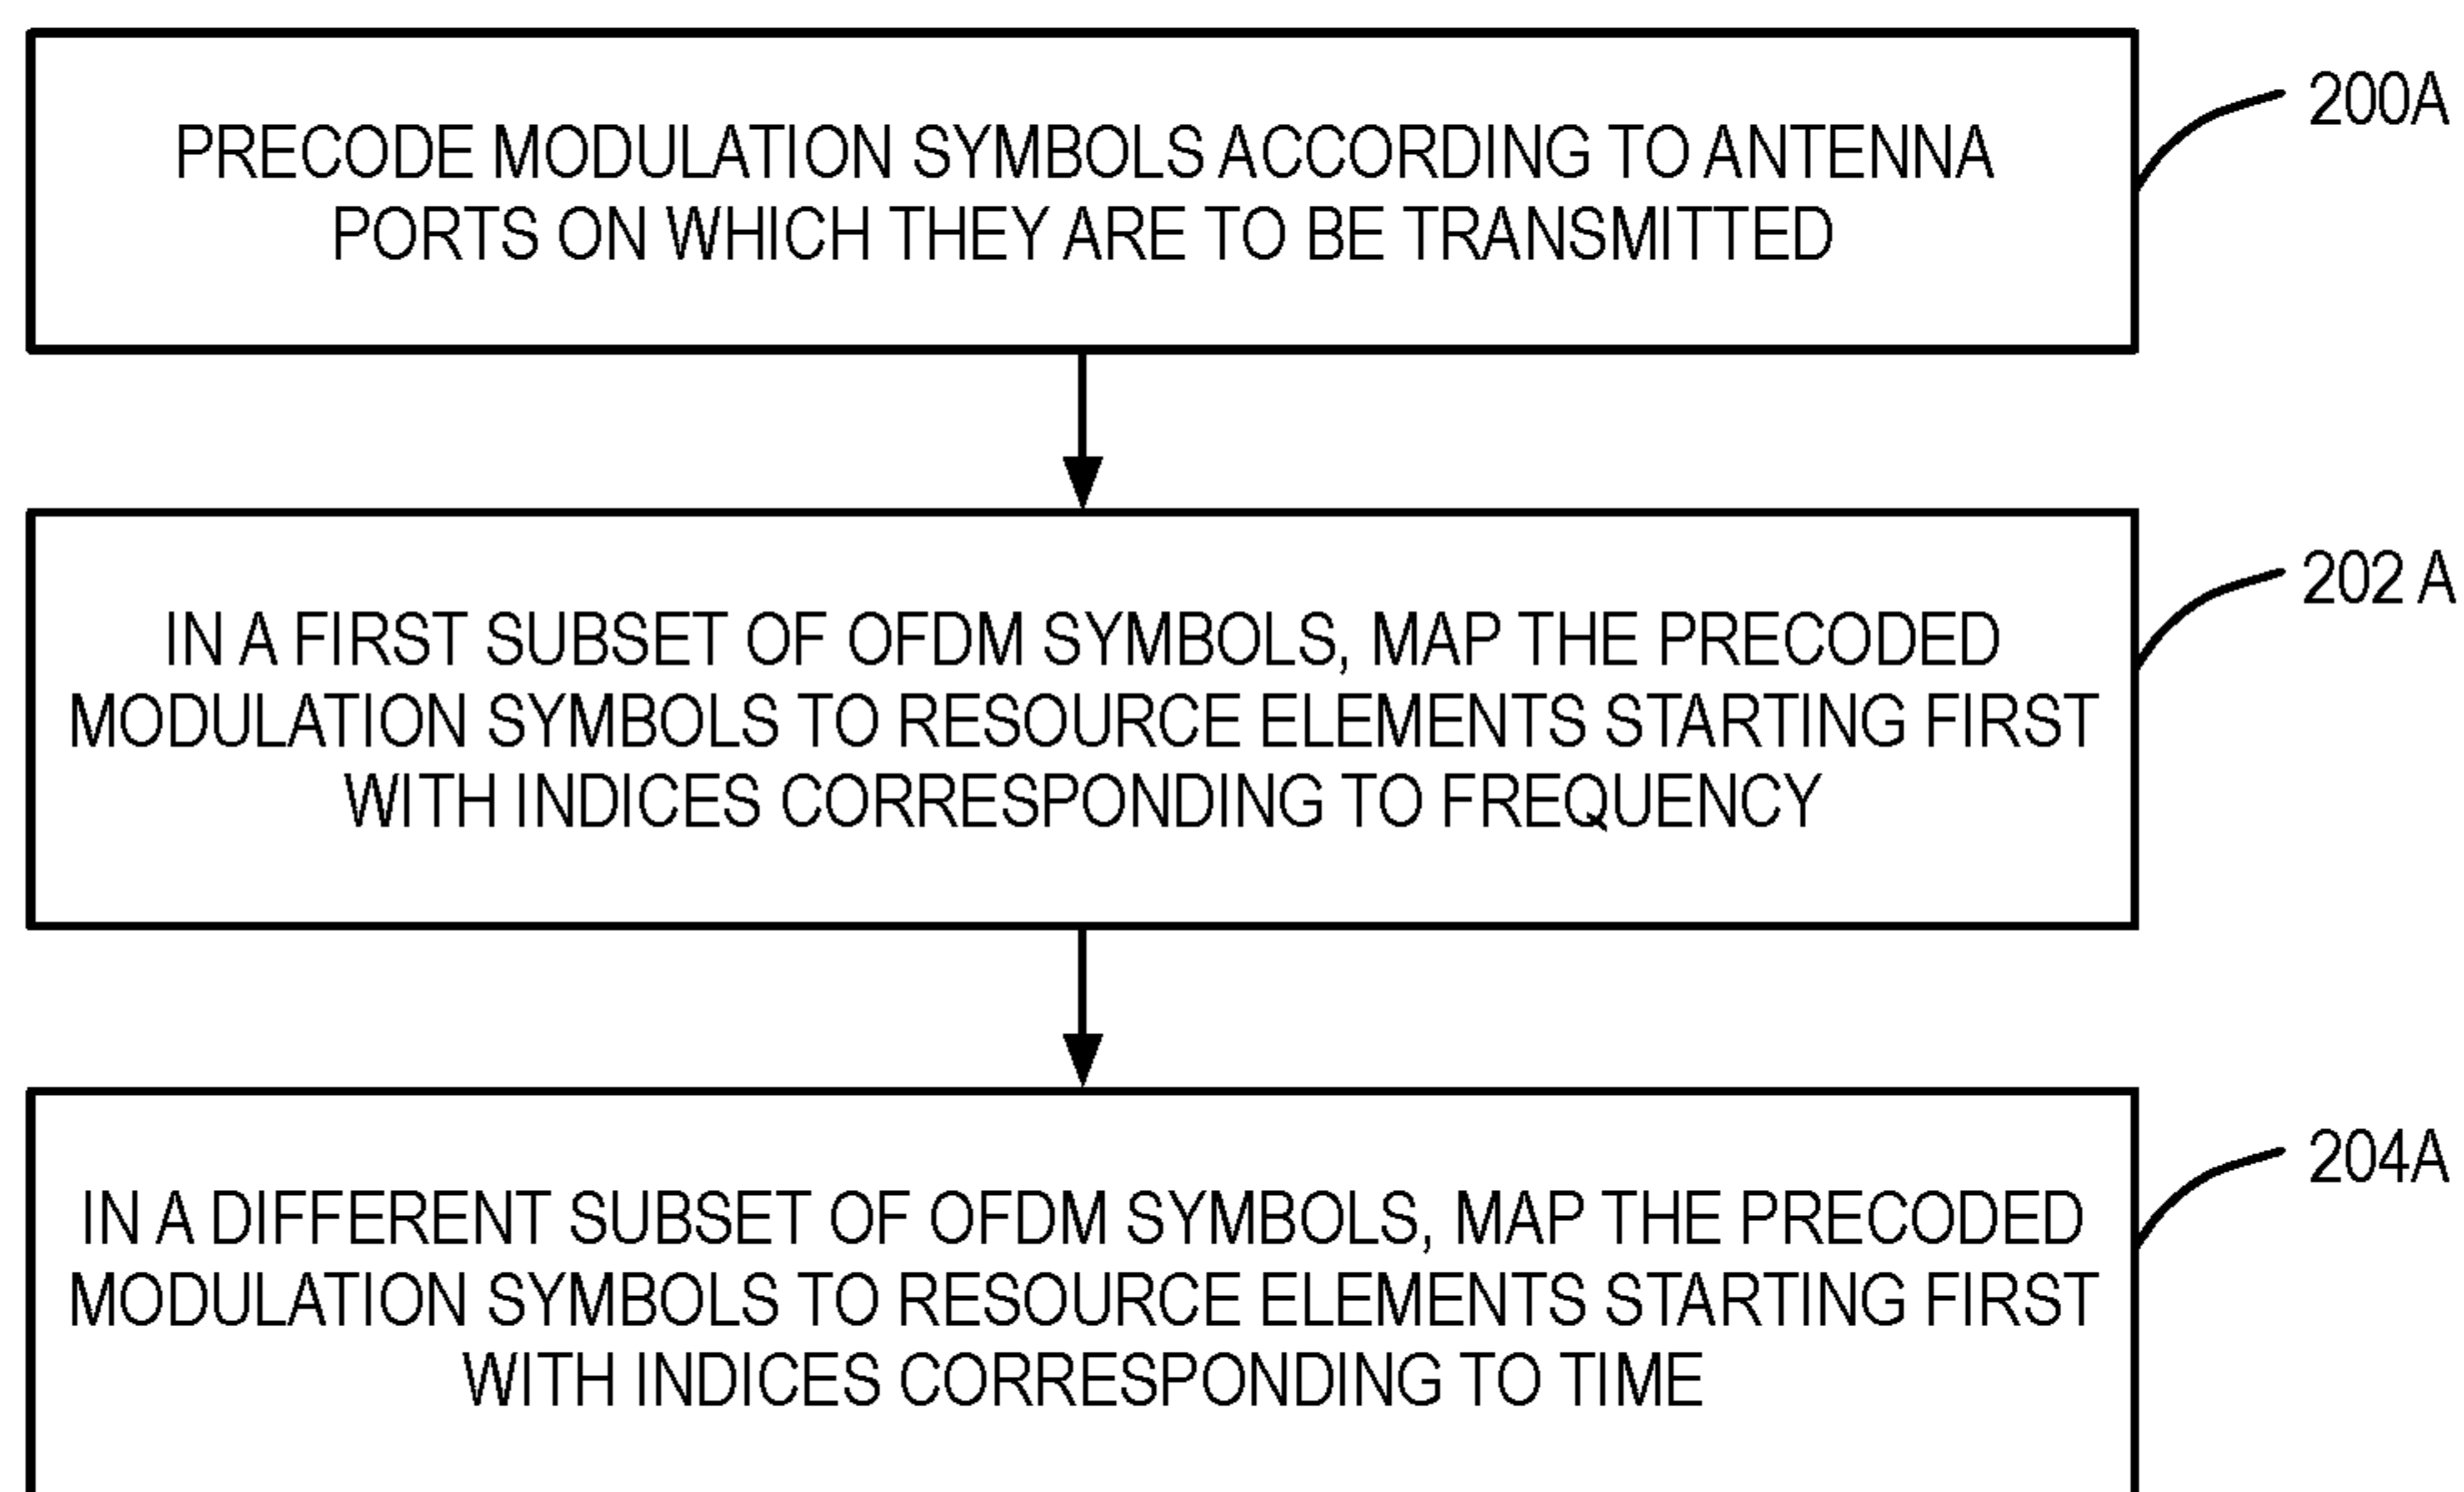 PRECODE MODULATION SYMBOLS ACCORDING TO ANTENNA
PORTS ON WHICH THEY ARE TO BE TRANSMITTED
200A
IN A FIRST SUBSET OF OFDM SYMBOLS, MAP THE PRECODED
MODULATION SYMBOLS TO RESOURCE ELEMENTS STARTING FIRST
WITH INDICES CORRESPONDING TO FREQUENCY
202 A
IN A DIFFERENT SUBSET OF OFDM SYMBOLS, MAP THE PRECODED
MODULATION SYMBOLS TO RESOURCE ELEMENTS STARTING FIRST
WITH INDICES CORRESPONDING TO TIME
204A